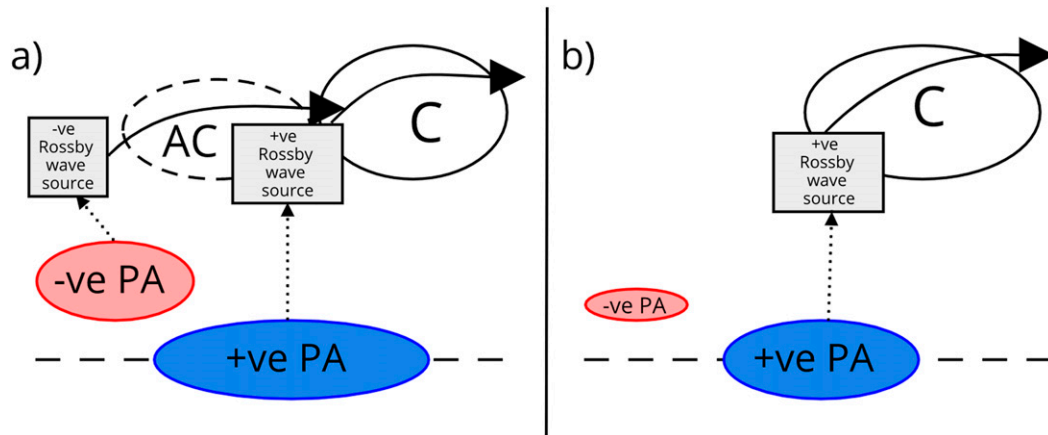 a)
-ve
Rossby
wave
source
AC
+ve
Rossby
wave
source
C
-ve PA
+ve PA
b)
+ve
Rossby
wave
source
C
-ve PA
+ve PA